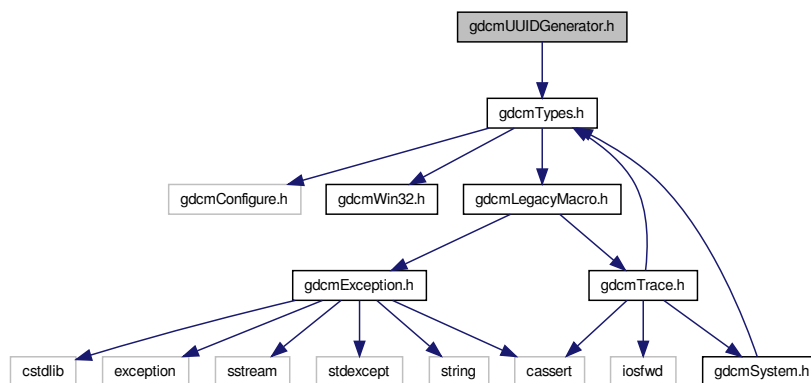 gdcmUUIDGenerator.h
gdcmTypes.h
gdcmConfigure.h
gdcmWin32.h
gdcmLegacyMacro.h
gdcmException.h
gdcmTrace.h
cstdlib
exception
sstream
stdexcept
string
cassert
iosfwd
gdcmSystem.h